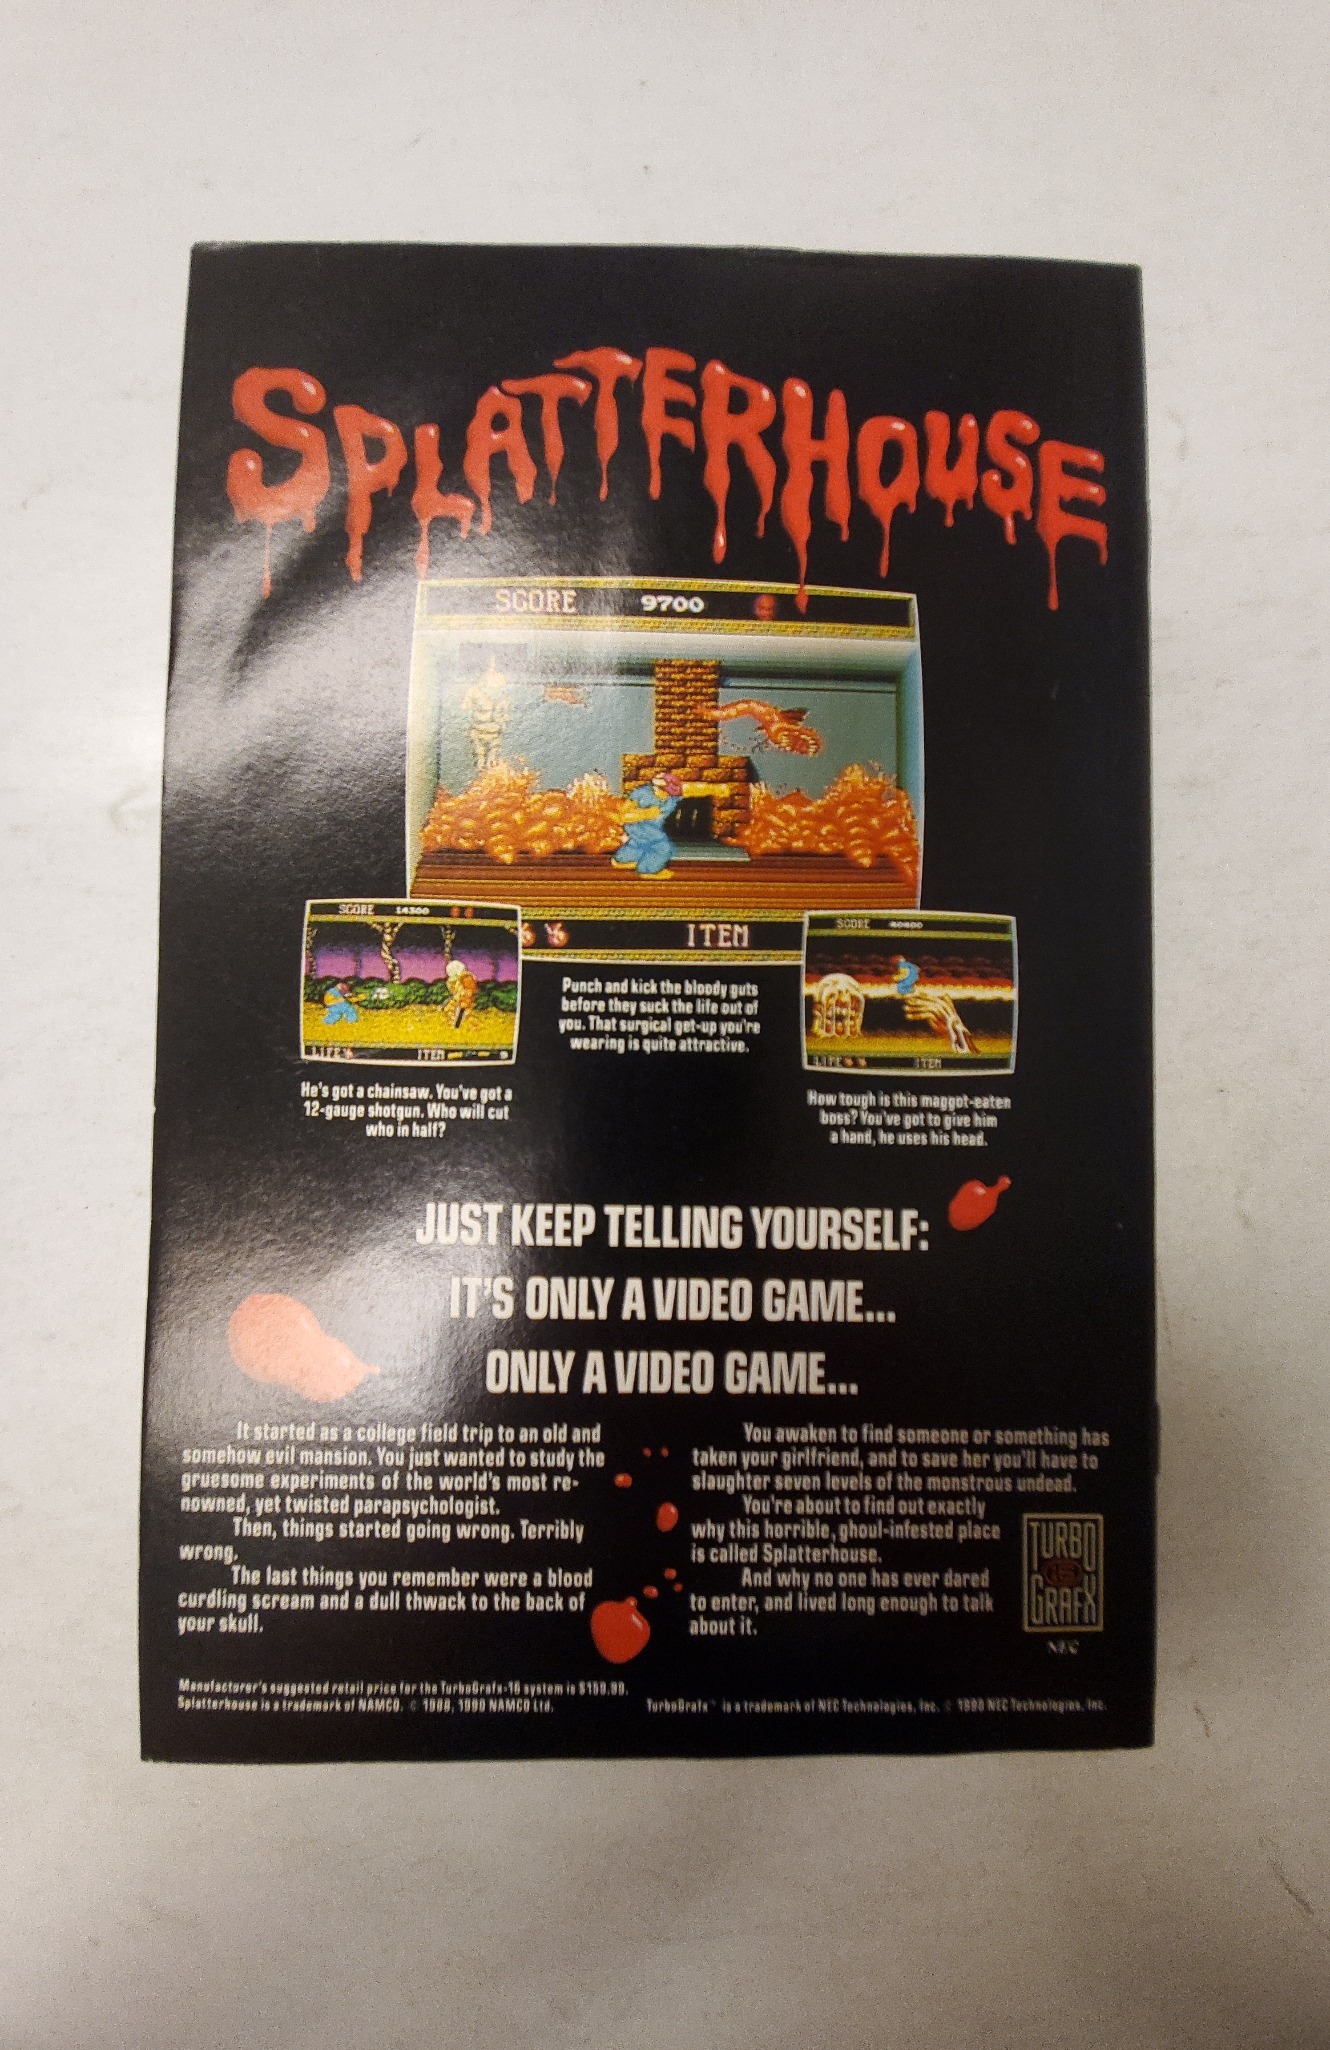 SPLATTERHOUSE
SCORE 9700
ITEM
SCORE 14300
LIFE ITEM
SCORE
LIFE ITEM
Punch and kick the bloody guts
before they suck the life out of
you. That surgical get-up you're
wearing is quite attractive.
He's got a chainsaw. You've got a
12-gauge shotgun. Who will cut
who in half?
How tough is this maggot-eaten
boss? You've got to give him
a hand, he uses his head.
JUST KEEP TELLING YOURSELF:
IT'S ONLY A VIDEO GAME...
ONLY A VIDEO GAME...
It started as a college field trip to an old and
somehow evil mansion. You just wanted to study the
gruesome experiments of the world's most re-
nowned, yet twisted parapsychologist.
Then, things started going wrong. Terribly
wrong.
The last things you remember were a blood
curdling scream and a dull thwack to the back of
your skull.
You awaken to find someone or something has
taken your girlfriend, and to save her you'll have to
slaughter seven levels of the monstrous undead.
You're about to find out exactly
why this horrible, ghoul-infested place
is called Splatterhouse.
And why no one has ever dared
to enter, and lived long enough to talk
about it.
TURBO
16
GRAFX
NEC
Manufacturer's suggested retail price for the TurboGrafx-16 system is
Splatterhouse is a trademark of NAMCO. © 1990 NAMCO Ltd.
TurboGrafx™ is a trademark of NEC Technologies, Inc. © 1990 NEC Technologies, Inc.